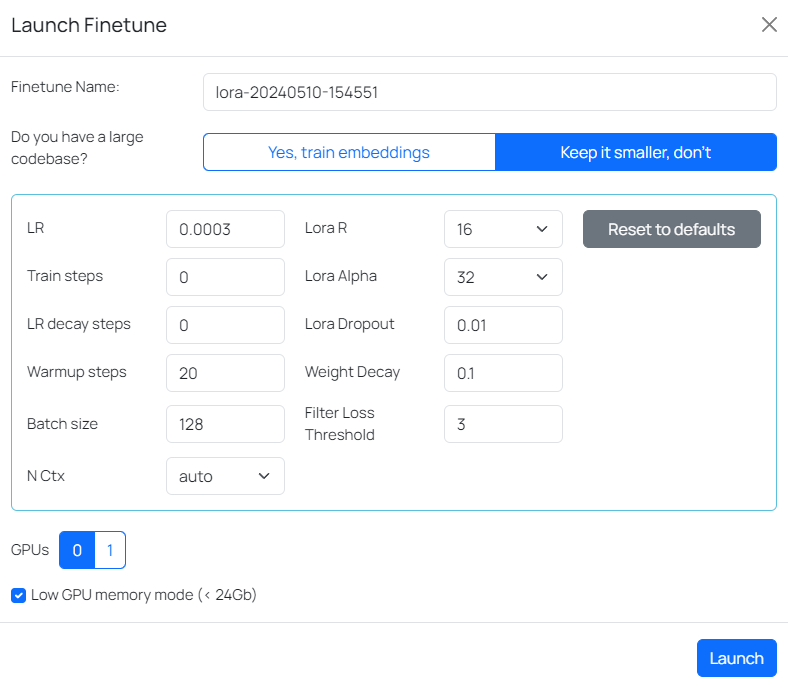 Launch Finetune
Finetune Name:
lora-20240510-154551
Do you have a large
codebase?
Yes, train embeddings
Keep it smaller, don't
LR
0.0003
Lora R
16
Reset to defaults
Train steps
0
Lora Alpha
32
LR decay steps
0
Lora Dropout
0.01
Warmup steps
20
Weight Decay
0.1
Batch size
128
Filter Loss
Threshold
3
N Ctx
auto
GPUs
0
1
Low GPU memory mode (< 24Gb)
Launch